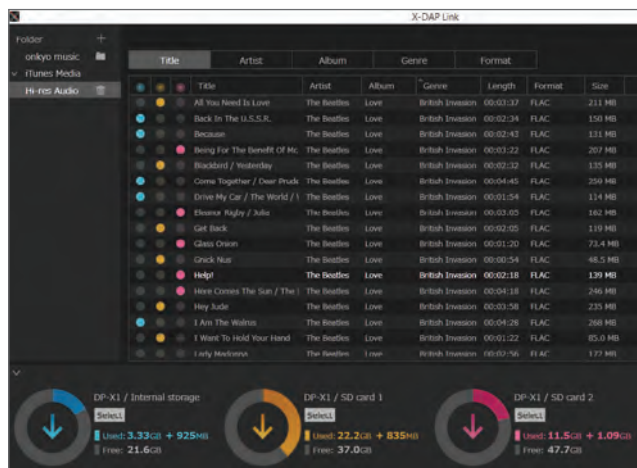 X-DAP Link
Folder +
onkyo music
iTunes Media
Hi-res Audio
Title Artist Album Genre Format
Title Artist Album Genre Length Format Size
All You Need Is Love The Beatles Love British Invasion 00:03:37 FLAC 211 MB
Back In The U.S.S.R. The Beatles Love British Invasion 00:02:34 FLAC 150 MB
Because The Beatles Love British Invasion 00:02:43 FLAC 131 MB
Being For The Benefit Of Mr. The Beatles Love British Invasion 00:03:22 FLAC 207 MB
Blackbird / Yesterday The Beatles Love British Invasion 00:02:32 FLAC 135 MB
Come Together / Dear Prude The Beatles Love British Invasion 00:04:45 FLAC 259 MB
Drive My Car / The World / The Beatles Love British Invasion 00:01:54 FLAC 114 MB
Eleanor Rigby / Julia The Beatles Love British Invasion 00:03:05 FLAC 162 MB
Get Back The Beatles Love British Invasion 00:02:05 FLAC 119 MB
Glass Onion The Beatles Love British Invasion 00:01:20 FLAC 73.4 MB
Gnick Nus The Beatles Love British Invasion 00:00:54 FLAC 48.5 MB
Help! The Beatles Love British Invasion 00:02:18 FLAC 139 MB
Here Comes The Sun / The The Beatles Love British Invasion 00:04:18 FLAC 246 MB
Hey Jude The Beatles Love British Invasion 00:03:58 FLAC 235 MB
I Am The Walrus The Beatles Love British Invasion 00:04:28 FLAC 268 MB
I Want To Hold Your Hand The Beatles Love British Invasion 00:01:22 FLAC 85.0 MB
Lady Madonna The Beatles Love British Invasion 00:02:56 FLAC 172 MB
DP-X1 / Internal storage
Select
Used: 3.33GB + 925MB
Free: 21.6GB
DP-X1 / SD card 1
Select
Used: 22.2GB + 835MB
Free: 37.0GB
DP-X1 / SD card 2
Select
Used: 11.5GB + 1.09GB
Free: 47.7GB